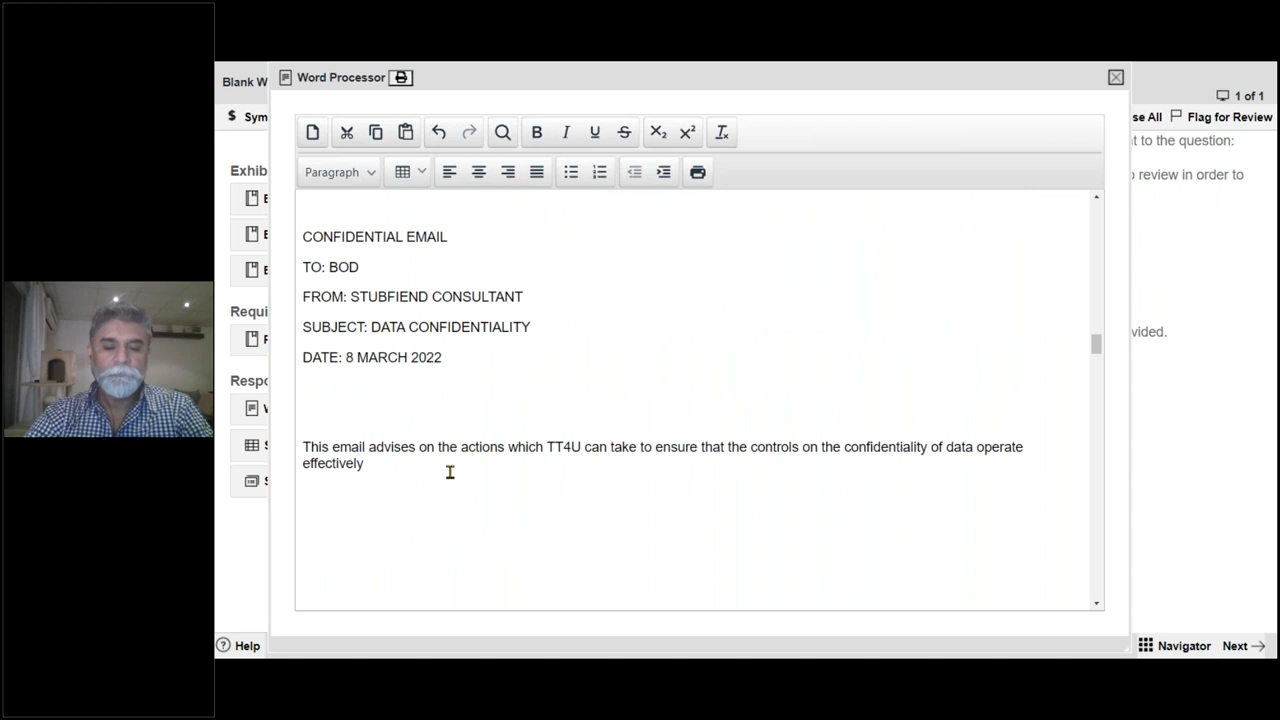 Blank W
Word Processor
1 of 1
$ Sym
se All
Flag for Review
B
I
U
S
X₂
X²
Ix
t to the question:
Paragraph
Exhib
o review in order to
E
E
E
CONFIDENTIAL EMAIL
TO: BOD
FROM: STUBFIEND CONSULTANT
SUBJECT: DATA CONFIDENTIALITY
DATE: 8 MARCH 2022
Requi
vided.
Respo
This email advises on the actions which TT4U can take to ensure that the controls on the confidentiality of data operate
effectively
Help
Navigator
Next